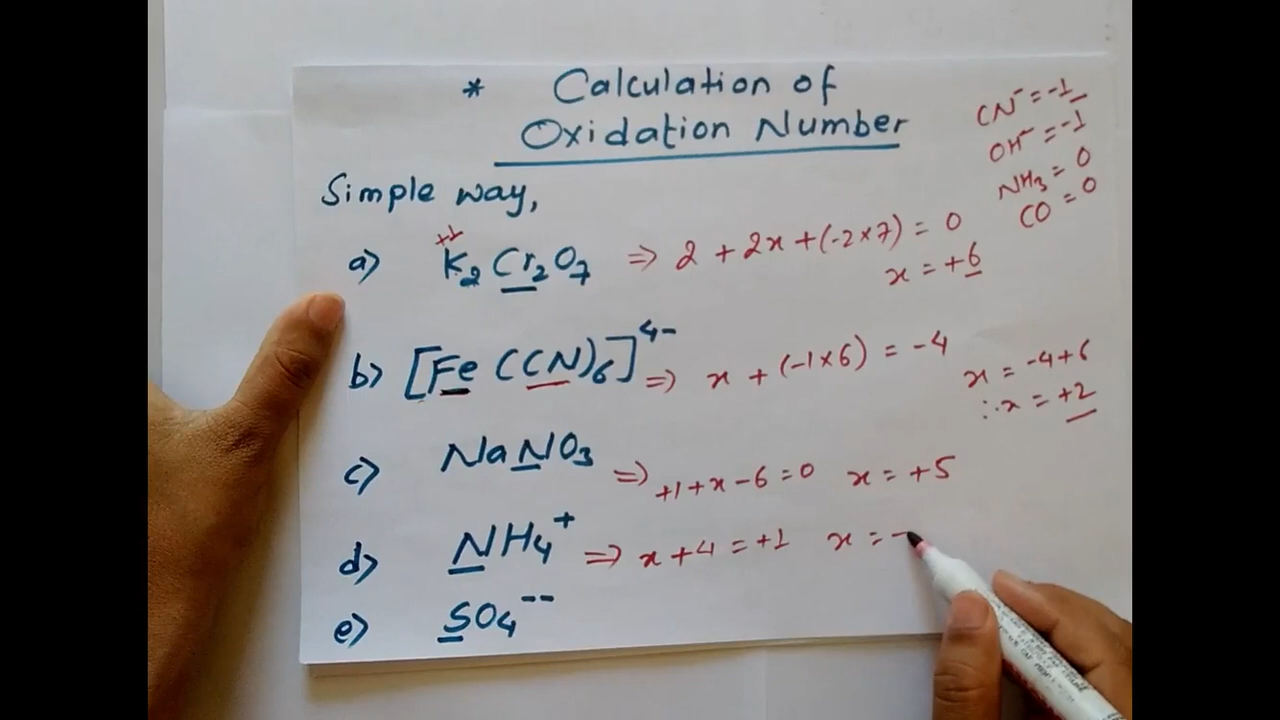 * Calculation of
Oxidation Number
CN⁻ = -1
OH⁻ = -1
NH₃ = 0
CO = 0
Simple way,
+1
a) K₂Cr₂O₇ ⇒ 2 + 2x + (-2×7) = 0
x = +6
b) [Fe(CN)₆]⁴⁻ ⇒ x + (-1×6) = -4
x = -4+6
∴x = +2
c) NaNO₃ ⇒ +1+x-6=0 x = +5
d) NH₄⁺ ⇒ x+4=+1 x = -
e) SO₄⁻⁻